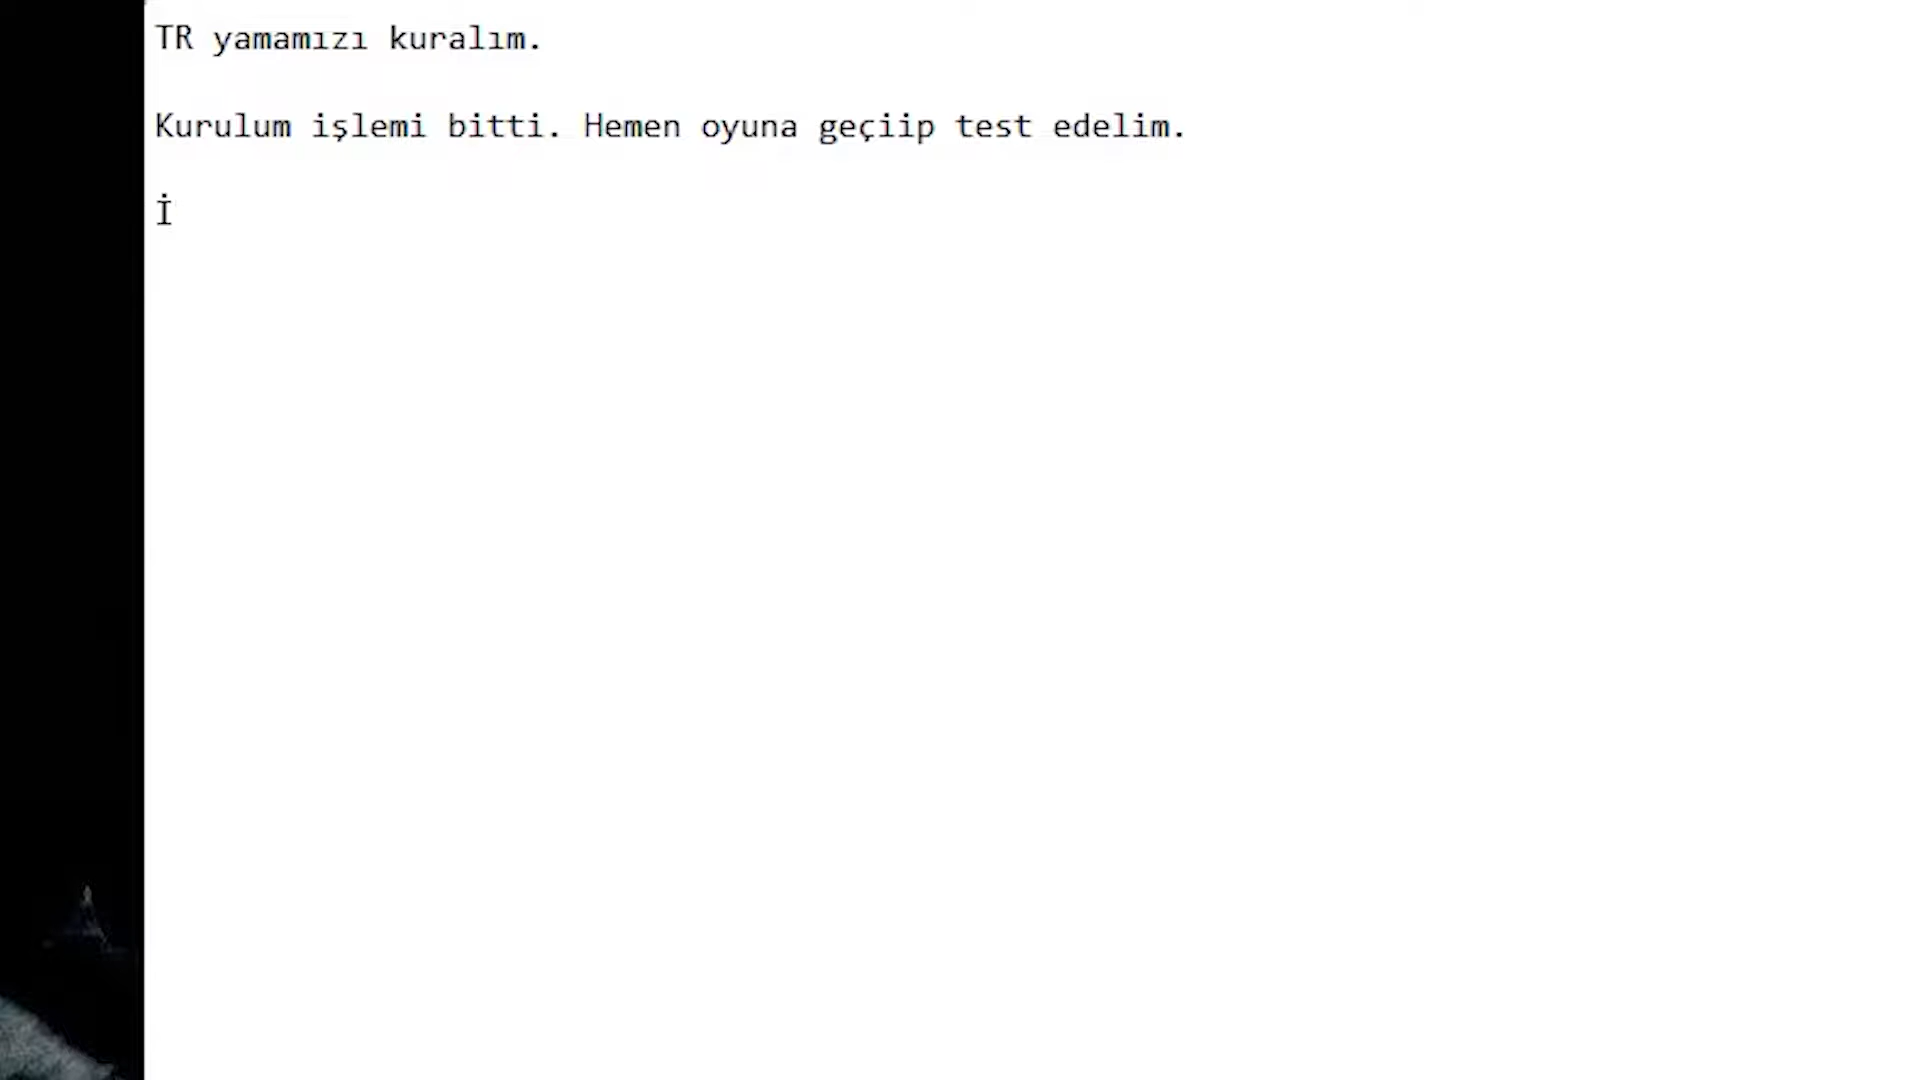 TR yamamızı kuralım.
Kurulum işlemi bitti. Hemen oyuna geçiip test edelim.
İ